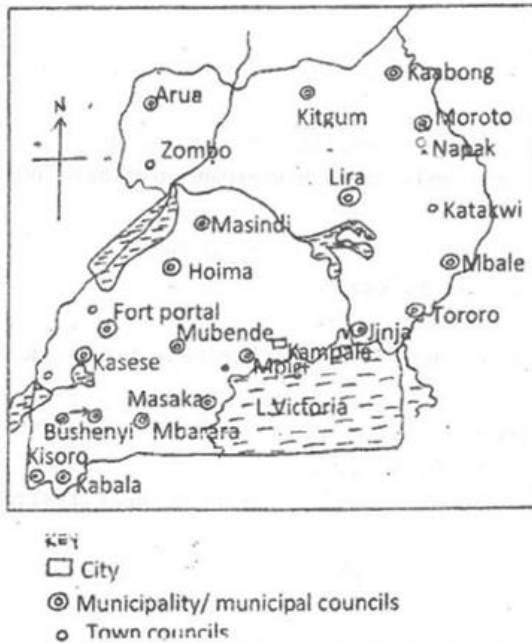 Kaabong
Arua
Kitgum
Moroto
N
Napak
Zombo
Lira
Katakwi
Masindi
Mbale
Hoima
Fort portal
Tororo
Mubende
Jinja
Kampale
Kasese
Mpigi
Masaka
L.Victoria
Bushenyi
Mbarara
Kisoro
Kabala
KEY
City
Municipality/ municipal councils
Town councils